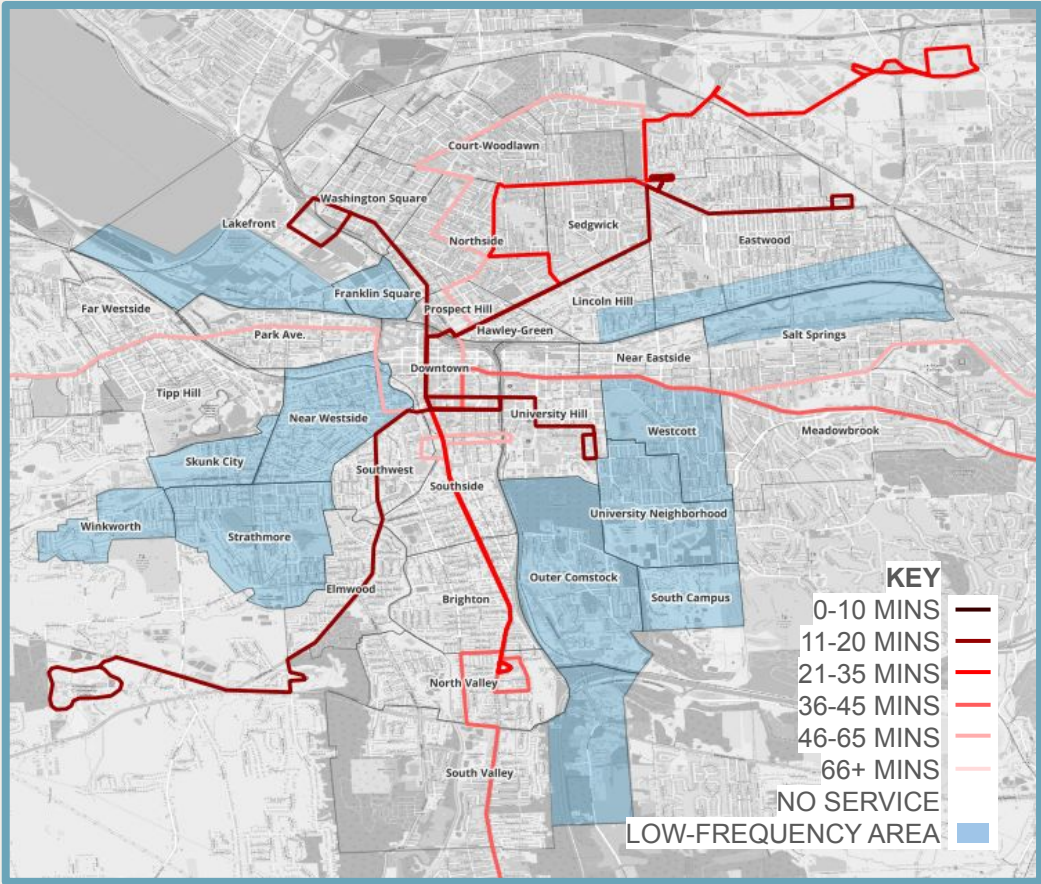 Court-Woodlawn
Washington Square
Lakefront
Sedgwick
Northside
Eastwood
Franklin Square
Lincoln Hill
Far Westside
Prospect Hill
Park Ave.
Hawley-Green
Salt Springs
Near Eastside
Downtown
Tipp Hill
Near Westside
University Hill
Westcott
Meadowbrook
Skunk City
Southwest
Southside
University Neighborhood
Winkworth
Strathmore
Outer Comstock
Elmwood
Brighton
South Campus
North Valley
South Valley
KEY
0-10 MINS
11-20 MINS
21-35 MINS
36-45 MINS
46-65 MINS
66+ MINS
NO SERVICE
LOW-FREQUENCY AREA